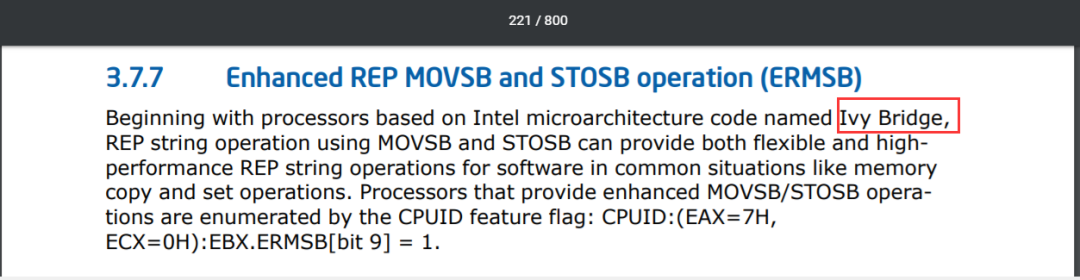 221 / 800
3.7.7 Enhanced REP MOVSB and STOSB operation (ERMSB)
Beginning with processors based on Intel microarchitecture code named Ivy Bridge,
REP string operation using MOVSB and STOSB can provide both flexible and high-
performance REP string operations for software in common situations like memory
copy and set operations. Processors that provide enhanced MOVSB/STOSB opera-
tions are enumerated by the CPUID feature flag: CPUID:(EAX=7H,
ECX=0H):EBX.ERMSB[bit 9] = 1.